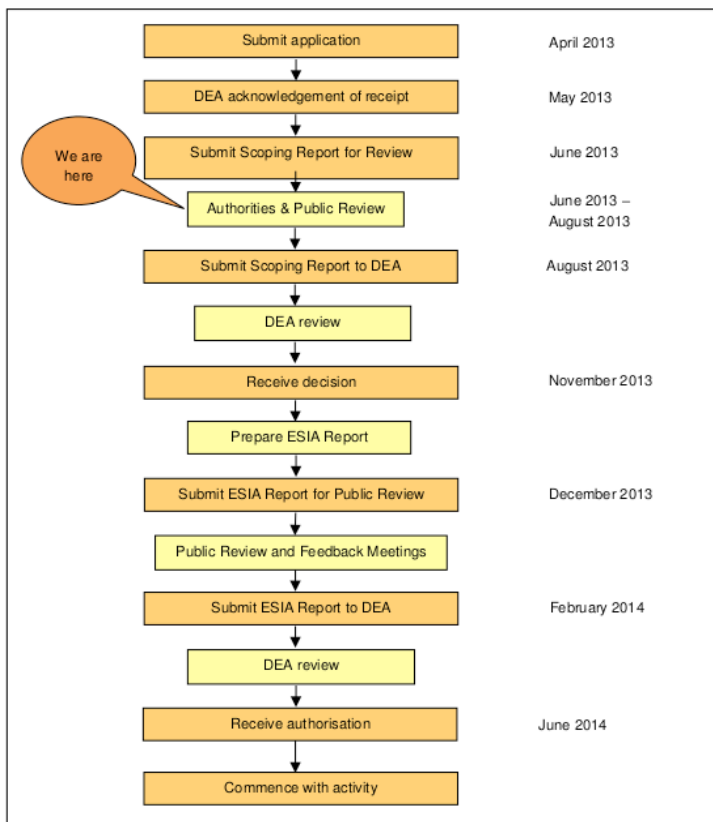 Submit application
April 2013
DEA acknowledgement of receipt
May 2013
We are
here
Submit Scoping Report for Review
June 2013
Authorities & Public Review
June 2013 –
August 2013
Submit Scoping Report to DEA
August 2013
DEA review
Receive decision
November 2013
Prepare ESIA Report
Submit ESIA Report for Public Review
December 2013
Public Review and Feedback Meetings
Submit ESIA Report to DEA
February 2014
DEA review
Receive authorisation
June 2014
Commence with activity